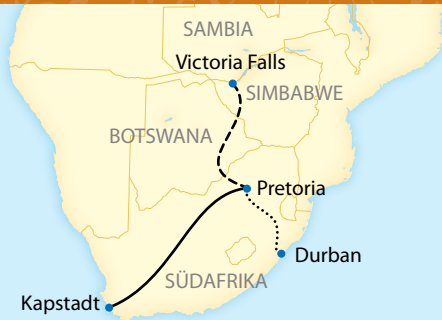 SAMBIA
Victoria Falls
SIMBABWE
BOTSWANA
Pretoria
Durban
SÜDAFRIKA
Kapstadt